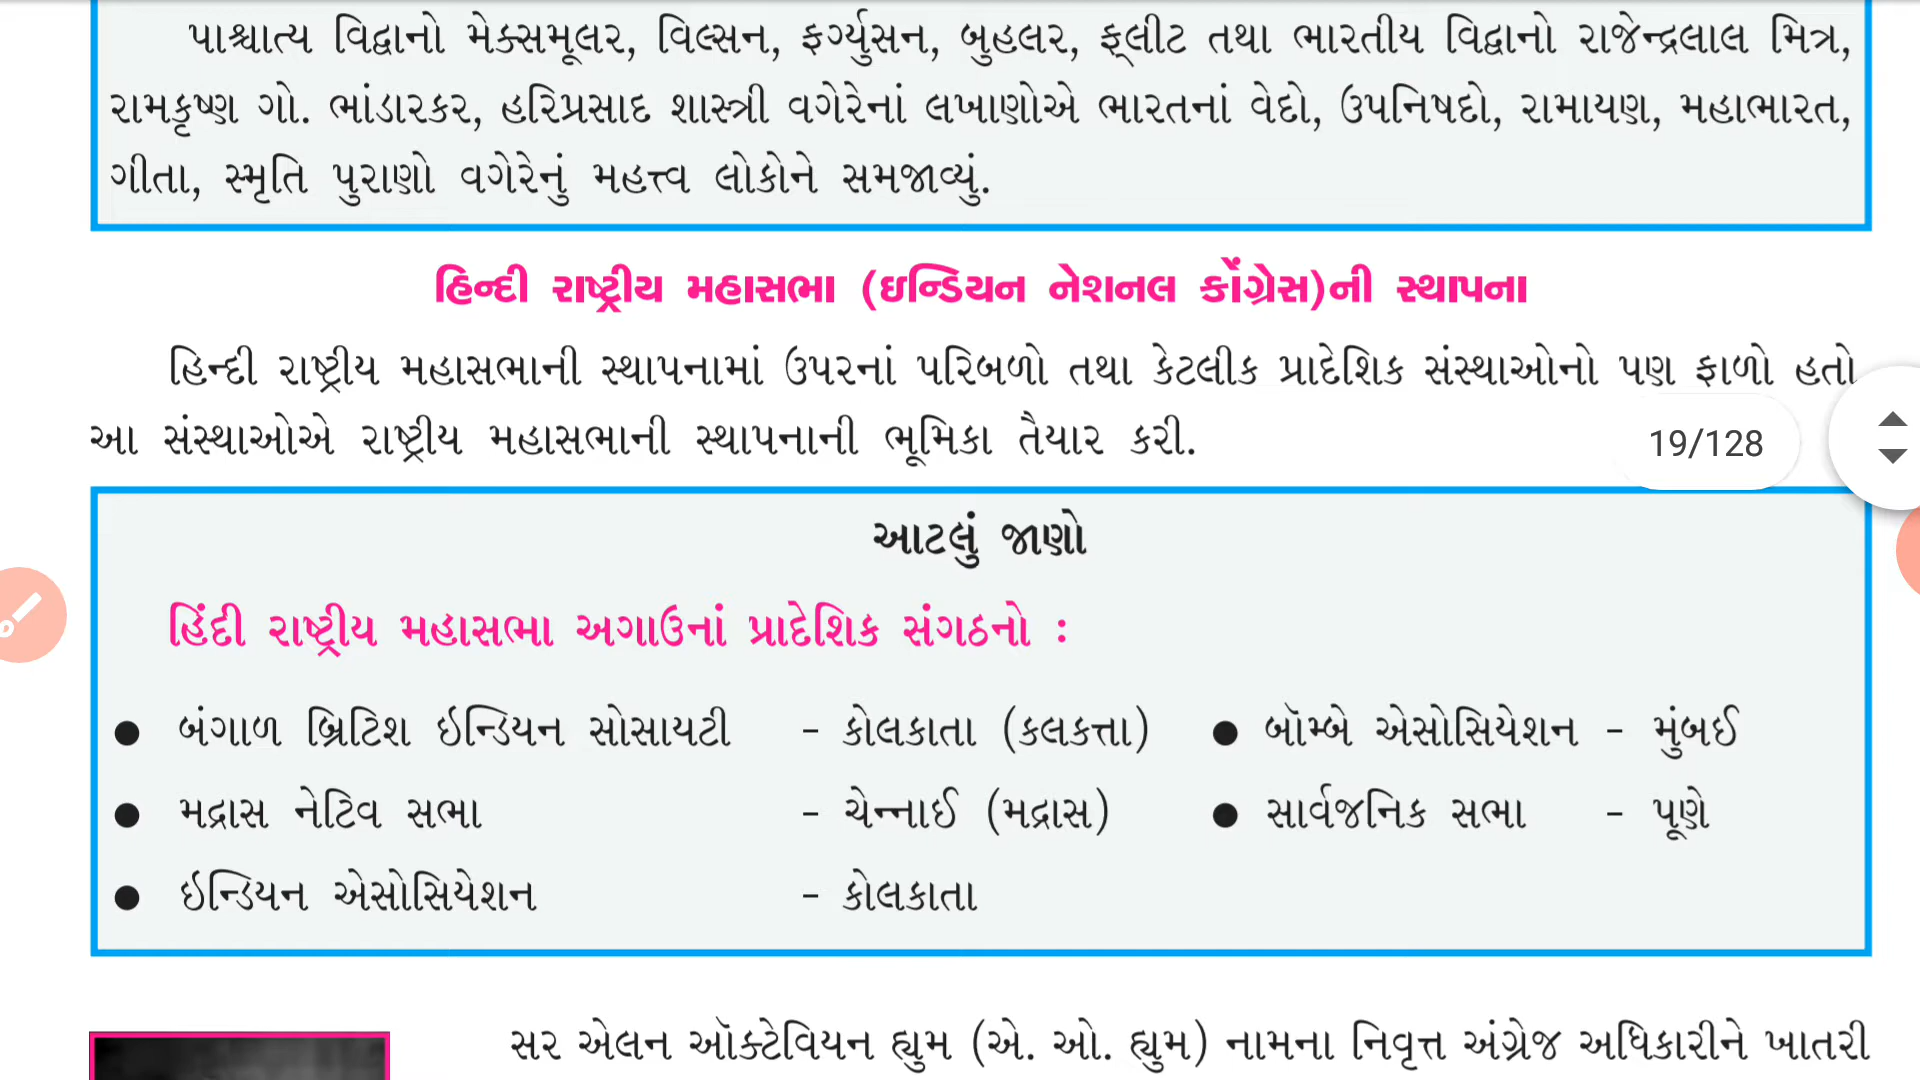 પાશ્ચાત્ય વિદ્વાનો મેક્સમૂલર, વિલ્સન, ફર્ગ્યુસન, બુહલર, ફ્લીટ તથા ભારતીય વિદ્વાનો રાજેન્દ્રલાલ મિત્ર,
રામકૃષ્ણ ગો. ભાંડારકર, હરિપ્રસાદ શાસ્ત્રી વગેરેનાં લખાણોએ ભારતનાં વેદો, ઉપનિષદો, રામાયણ, મહાભારત,
ગીતા, સ્મૃતિ પુરાણો વગેરેનું મહત્ત્વ લોકોને સમજાવ્યું.
હિન્દી રાષ્ટ્રીય મહાસભા (ઇન્ડિયન નેશનલ કૉંગ્રેસ)ની સ્થાપના
હિન્દી રાષ્ટ્રીય મહાસભાની સ્થાપનામાં ઉપરનાં પરિબળો તથા કેટલીક પ્રાદેશિક સંસ્થાઓનો પણ ફાળો હતો
આ સંસ્થાઓએ રાષ્ટ્રીય મહાસભાની સ્થાપનાની ભૂમિકા તૈયાર કરી.
19/128
આટલું જાણો
હિંદી રાષ્ટ્રીય મહાસભા અગાઉનાં પ્રાદેશિક સંગઠનો :
● બંગાળ બ્રિટિશ ઇન્ડિયન સોસાયટી - કોલકાતા (કલકત્તા) ● બૉમ્બે એસોસિયેશન - મુંબઈ
● મદ્રાસ નેટિવ સભા - ચેન્નાઈ (મદ્રાસ) ● સાર્વજનિક સભા - પૂણે
● ઇન્ડિયન એસોસિયેશન - કોલકાતા
સર એલન ઑક્ટેવિયન હ્યુમ (એ. ઓ. હ્યુમ) નામના નિવૃત્ત અંગ્રેજ અધિકારીને ખાતરી